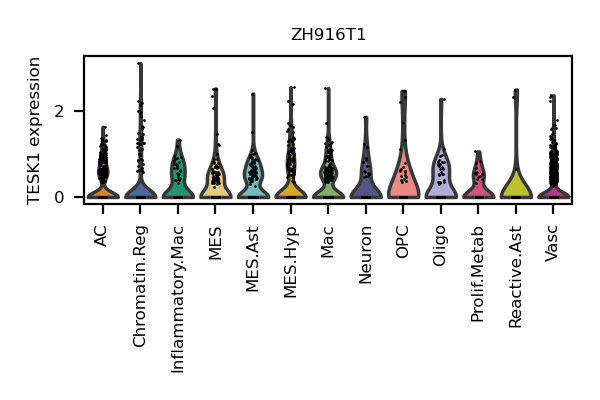 ZH916T1
TESK1 expression
2
0
AC
Chromatin.Reg
Inflammatory.Mac
MES
MES.Ast
MES.Hyp
Mac
Neuron
OPC
Oligo
Prolif.Metab
Reactive.Ast
Vasc